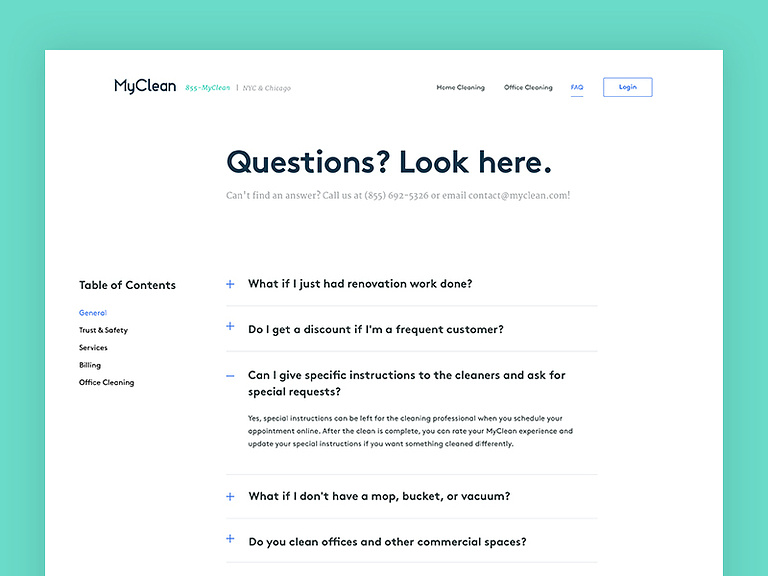 MyClean 855-MyClean | NYC & Chicago Home Cleaning Office Cleaning FAQ Login
Questions? Look here.
Can't find an answer? Call us at (855) 692-5326 or email contact@myclean.com!
Table of Contents
General
Trust & Safety
Services
Billing
Office Cleaning
+ What if I just had renovation work done?
+ Do I get a discount if I'm a frequent customer?
– Can I give specific instructions to the cleaners and ask for
special requests?
Yes, special instructions can be left for the cleaning professional when you schedule your
appointment online. After the clean is complete, you can rate your MyClean experience and
update your special instructions if you want something cleaned differently.
+ What if I don't have a mop, bucket, or vacuum?
+ Do you clean offices and other commercial spaces?